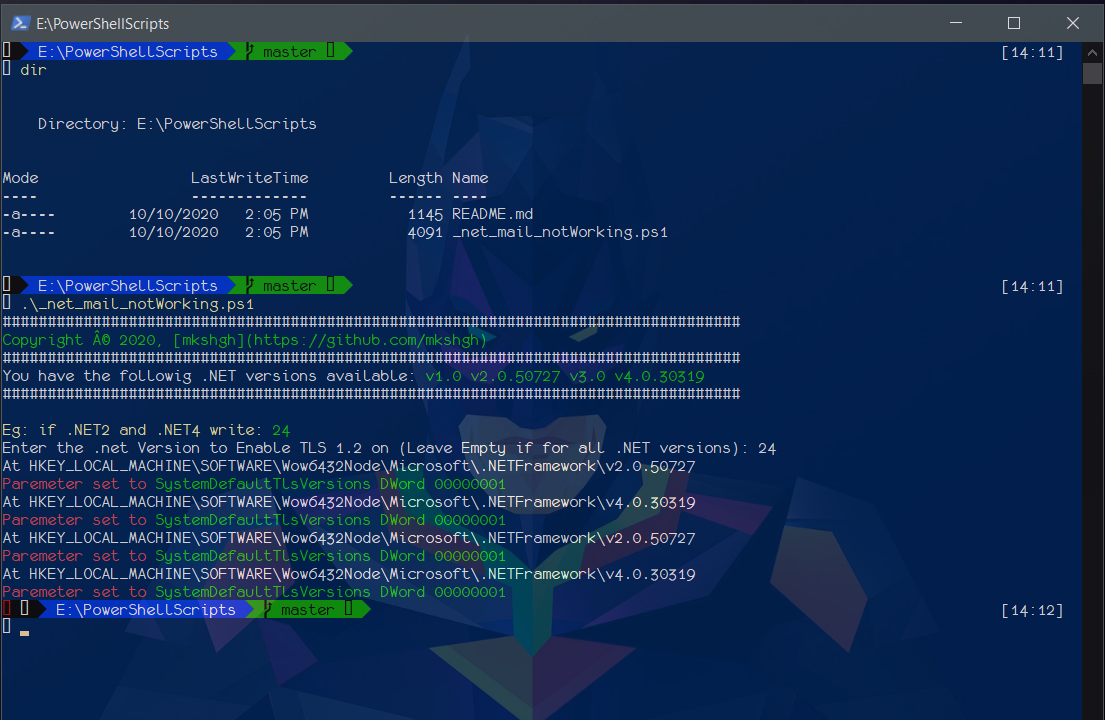 E:\PowerShellScripts
E:\PowerShellScripts master [14:11]
dir
Directory: E:\PowerShellScripts
Mode LastWriteTime Length Name
---- ------------- ------ ----
-a---- 10/10/2020 2:05 PM 1145 README.md
-a---- 10/10/2020 2:05 PM 4091 _net_mail_notWorking.ps1
E:\PowerShellScripts master [14:11]
.\_net_mail_notWorking.ps1
##################################################################################
Copyright Â© 2020, [mkshgh](https://github.com/mkshgh)
##################################################################################
You have the followig .NET versions available: v1.0 v2.0.50727 v3.0 v4.0.30319
##################################################################################
Eg: if .NET2 and .NET4 write: 24
Enter the .net Version to Enable TLS 1.2 on (Leave Empty if for all .NET versions): 24
At HKEY_LOCAL_MACHINE\SOFTWARE\Wow6432Node\Microsoft\.NETFramework\v2.0.50727
Paremeter set to SystemDefaultTlsVersions DWord 00000001
At HKEY_LOCAL_MACHINE\SOFTWARE\Wow6432Node\Microsoft\.NETFramework\v4.0.30319
Paremeter set to SystemDefaultTlsVersions DWord 00000001
At HKEY_LOCAL_MACHINE\SOFTWARE\Wow6432Node\Microsoft\.NETFramework\v2.0.50727
Paremeter set to SystemDefaultTlsVersions DWord 00000001
At HKEY_LOCAL_MACHINE\SOFTWARE\Wow6432Node\Microsoft\.NETFramework\v4.0.30319
Paremeter set to SystemDefaultTlsVersions DWord 00000001
E:\PowerShellScripts master [14:12]